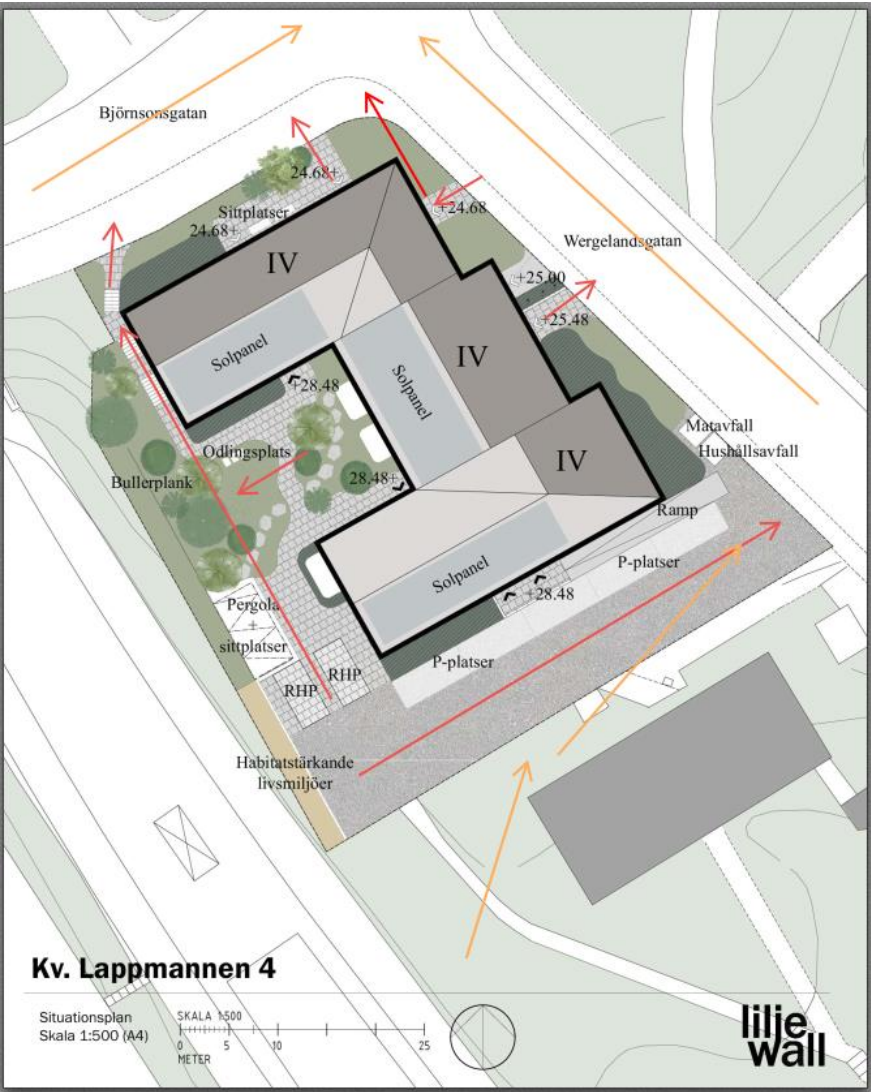 Björnsonsgatan
24.68+
+24.68
Sittplatser
24.68+
Wergelandsgatan
IV
+25.00
+25.48
Solpanel
IV
Solpanel
+28.48
Matavfall
Hushållsavfall
Odlingsplats
IV
28.48+
Bullerplank
Ramp
P-platser
Solpanel
+28.48
Pergola
+
sittplatser
P-platser
RHP
RHP
Habitatstärkande
livsmiljöer
Kv. Lappmannen 4
Situationsplan
Skala 1:500 (A4)
SKALA 1:500
0 5 10 25
METER
lilje
wall